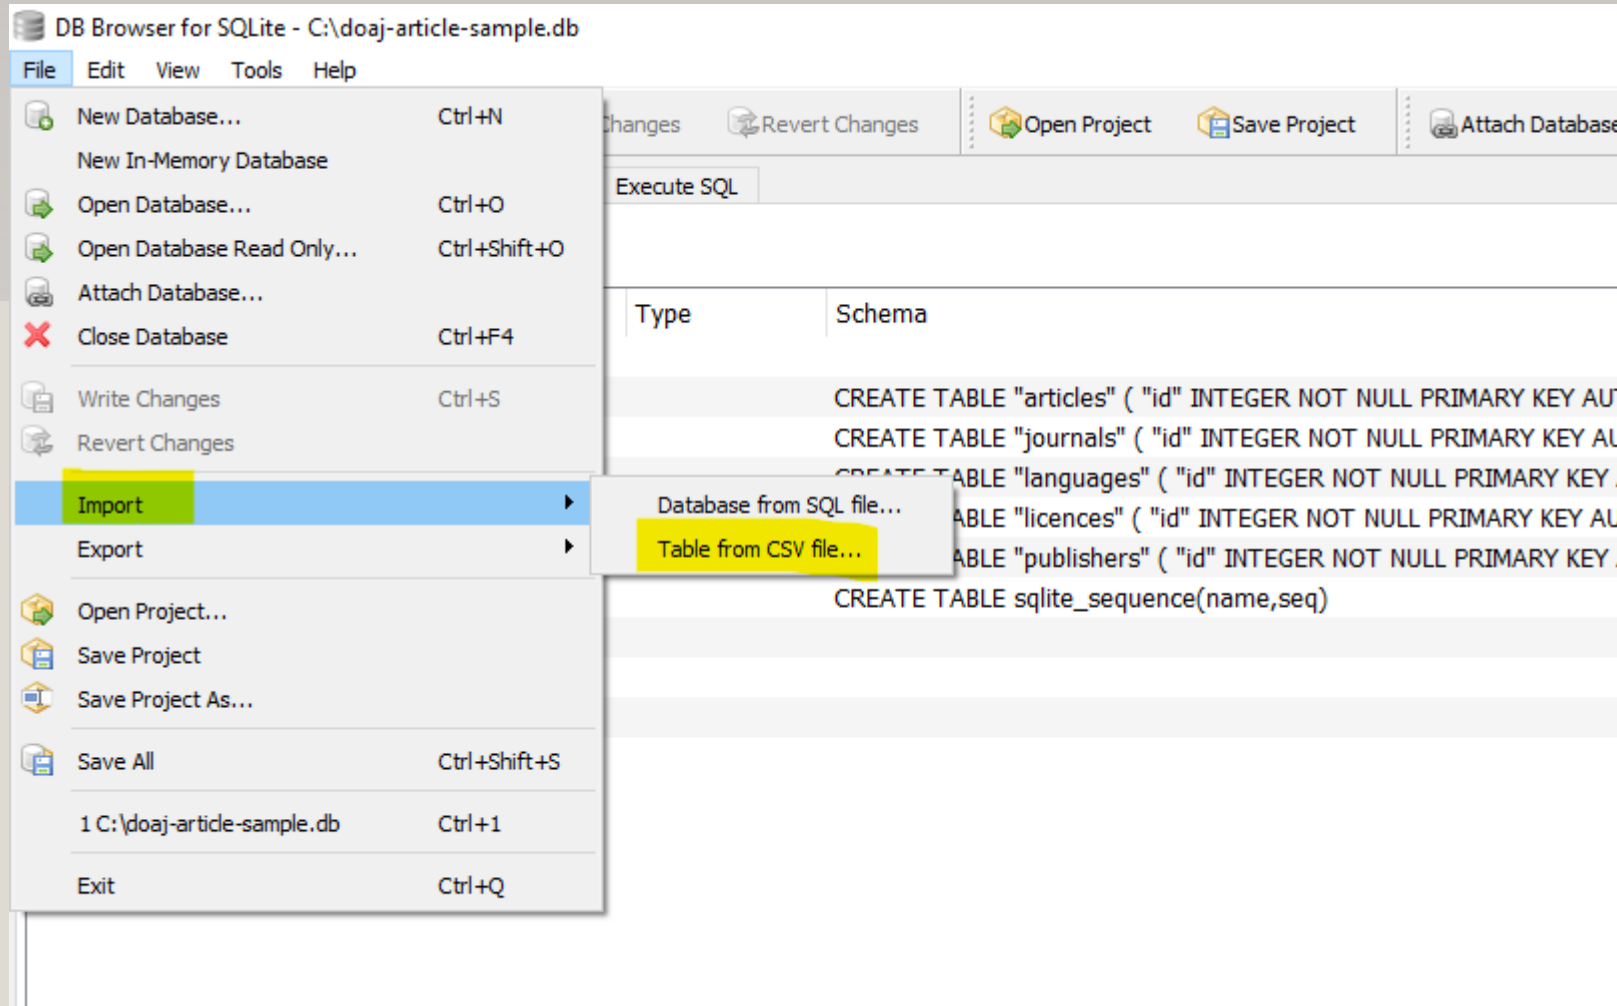 DB Browser for SQLite - C:\doaj-article-sample.db
File Edit View Tools Help
Changes Revert Changes Open Project Save Project Attach Database
Execute SQL
New Database... Ctrl+N
New In-Memory Database
Open Database... Ctrl+O
Open Database Read Only... Ctrl+Shift+O
Attach Database...
Close Database Ctrl+F4
Write Changes Ctrl+S
Revert Changes
Import
Export
Open Project...
Save Project
Save Project As...
Save All Ctrl+Shift+S
1 C:\doaj-article-sample.db Ctrl+1
Exit Ctrl+Q
Database from SQL file...
Table from CSV file...
Type Schema
CREATE TABLE "articles" ( "id" INTEGER NOT NULL PRIMARY KEY AUT
CREATE TABLE "journals" ( "id" INTEGER NOT NULL PRIMARY KEY AU
CREATE TABLE "languages" ( "id" INTEGER NOT NULL PRIMARY KEY
ABLE "licences" ( "id" INTEGER NOT NULL PRIMARY KEY AU
ABLE "publishers" ( "id" INTEGER NOT NULL PRIMARY KEY
CREATE TABLE sqlite_sequence(name,seq)